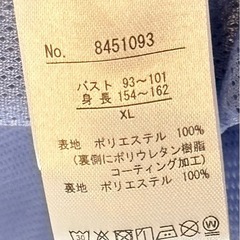 No. 8451093
バスト 93～101
身長 154～162
XL
表地 ポリエステル 100%
(裏側にポリウレタン樹脂
コーティング加工)
裏地 ポリエステル 100%